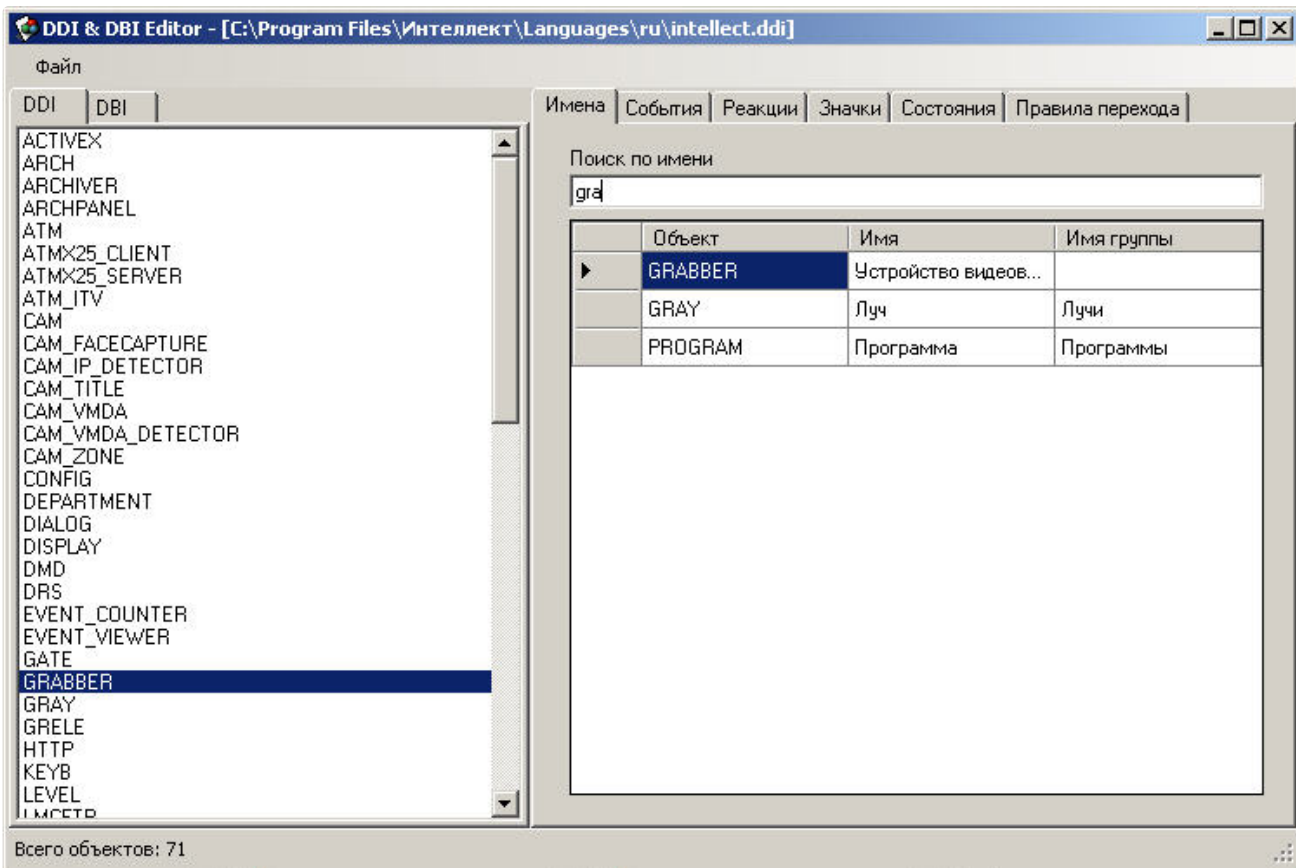 DDI & DBI Editor - [C:\Program Files\Интеллект\Languages\ru\intellect.ddi]
Файл
DDI DBI
ACTIVEX
ARCH
ARCHIVER
ARCHPANEL
ATM
ATMX25_CLIENT
ATMX25_SERVER
ATM_ITV
CAM
CAM_FACECAPTURE
CAM_IP_DETECTOR
CAM_TITLE
CAM_VMDA
CAM_VMDA_DETECTOR
CAM_ZONE
CONFIG
DEPARTMENT
DIALOG
DISPLAY
DMD
DRS
EVENT_COUNTER
EVENT_VIEWER
GATE
GRABBER
GRAY
GRELE
HTTP
KEYB
LEVEL
Имена События Реакции Значки Состояния Правила перехода
Поиск по имени
gra
Объект Имя Имя группы
GRABBER Устройство видеов...
GRAY Луч Лучи
PROGRAM Программа Программы
Всего объектов: 71